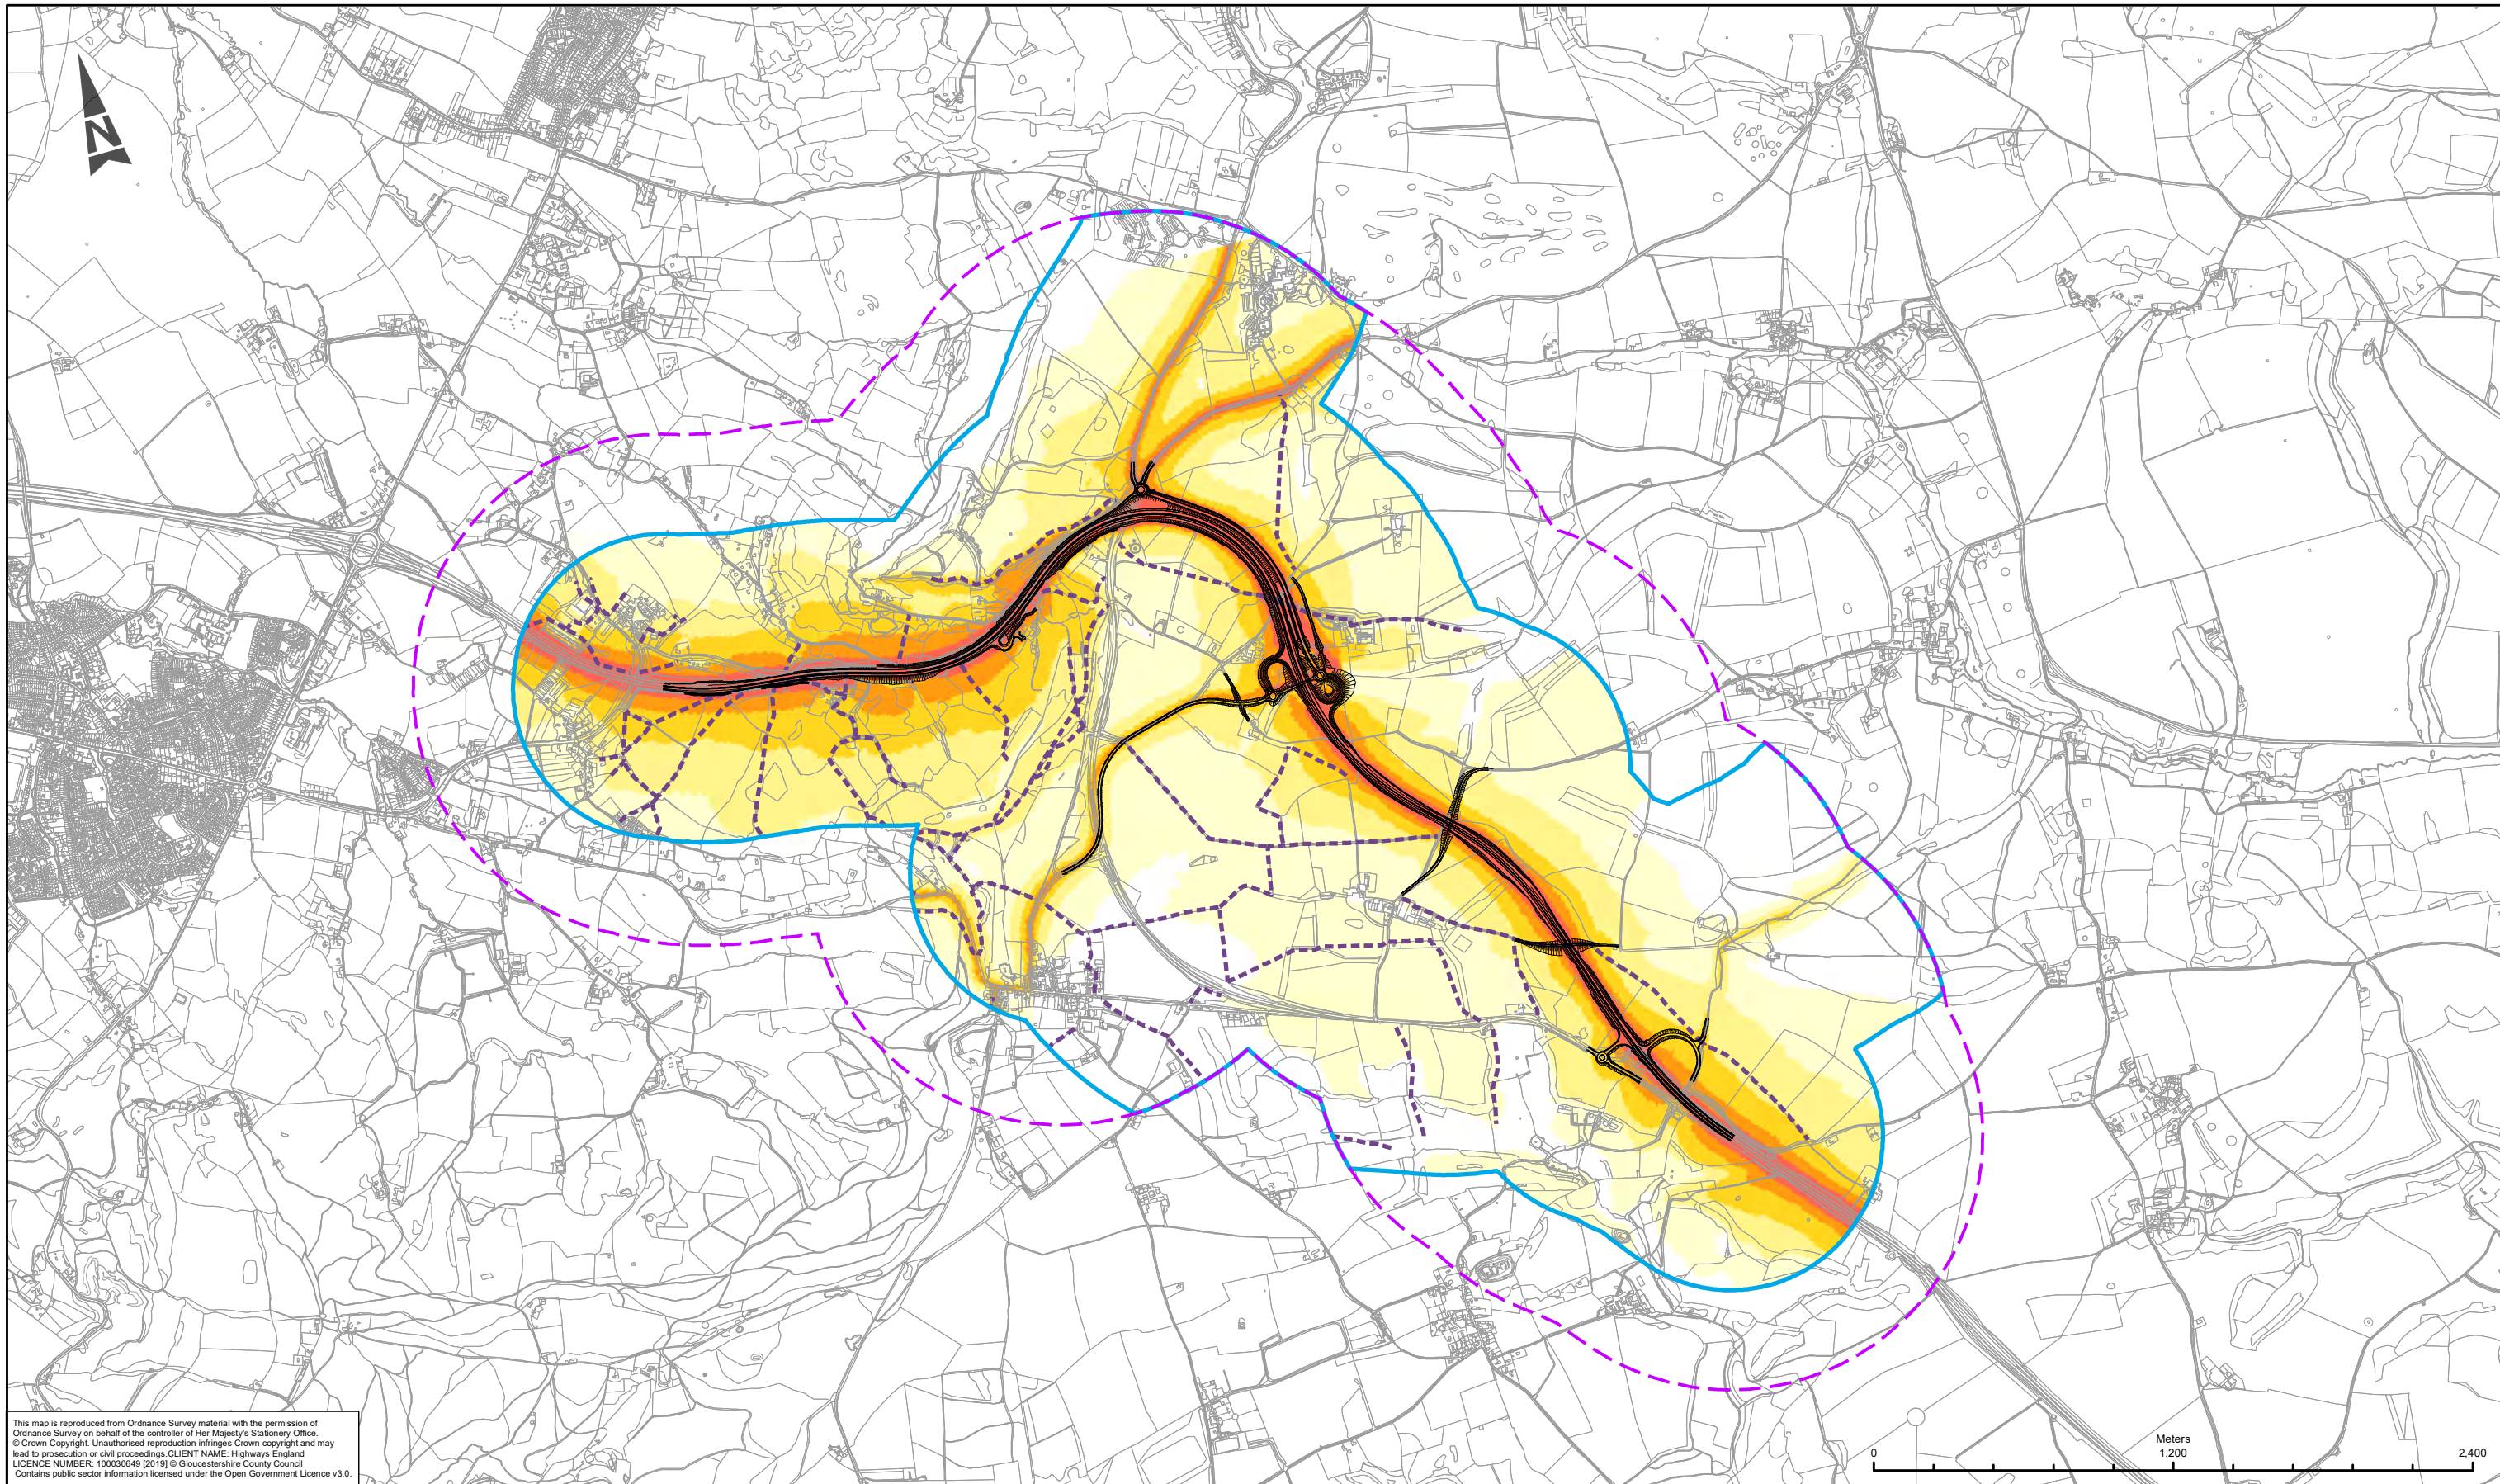 N
This map is reproduced from Ordnance Survey material with the permission of
Ordnance Survey on behalf of the controller of Her Majesty's Stationery Office.
© Crown Copyright. Unauthorised reproduction infringes Crown copyright and may
lead to prosecution or civil proceedings.CLIENT NAME: Highways England
LICENCE NUMBER: 100030649 [2019] © Gloucestershire County Council
Contains public sector information licensed under the Open Government Licence v3.0.
Meters
0 1,200 2,400